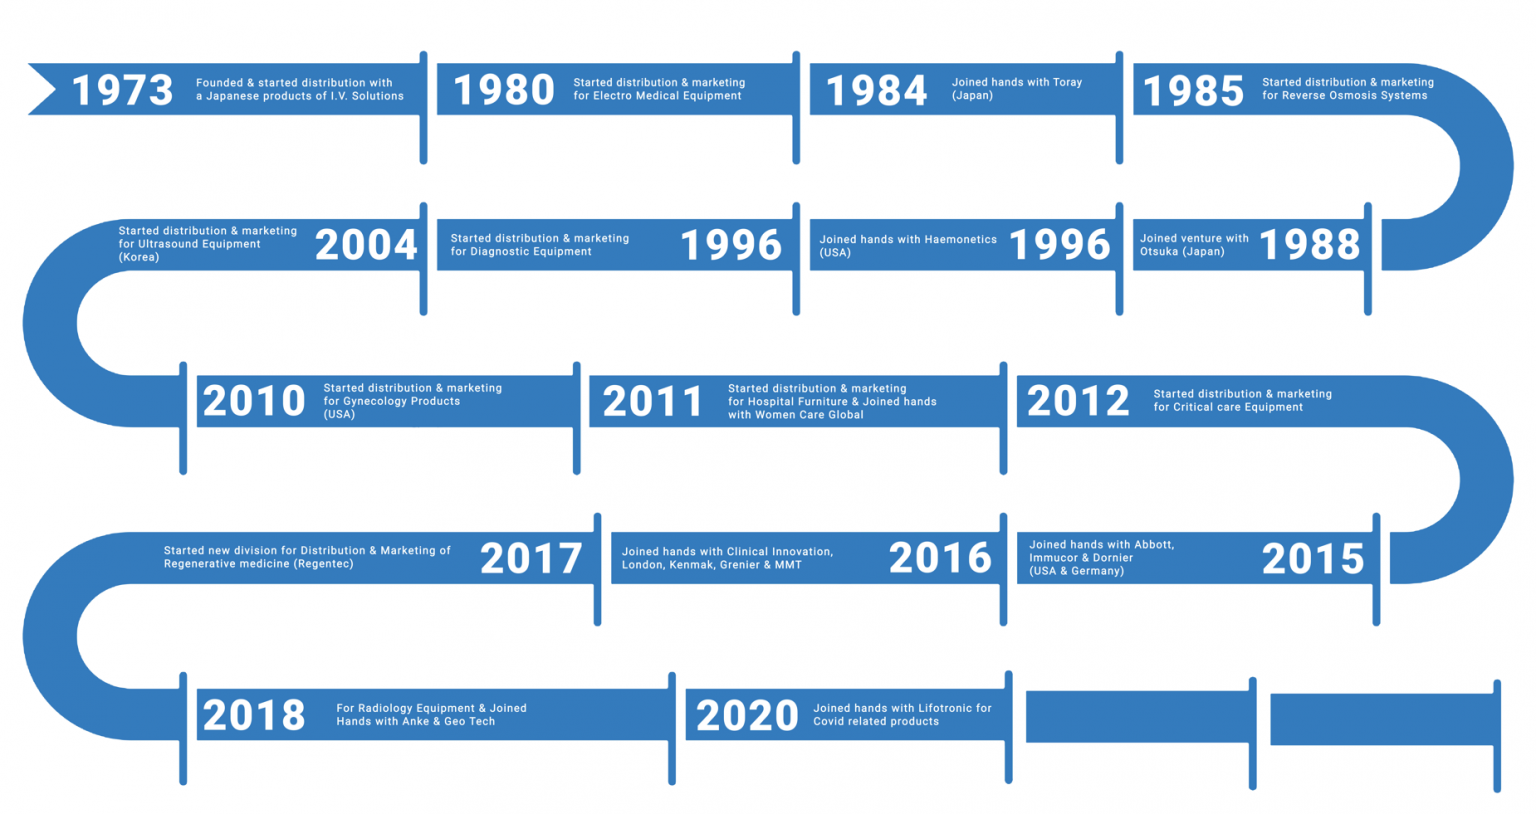 1973
Founded & started distribution with
a Japanese products of I.V. Solutions
1980
Started distribution & marketing
for Electro Medical Equipment
1984
Joined hands with Toray
(Japan)
1985
Started distribution & marketing
for Reverse Osmosis Systems
1988
Joined venture with
Otsuka (Japan)
1996
Joined hands with Haemonetics
(USA)
1996
Started distribution & marketing
for Diagnostic Equipment
2004
Started distribution & marketing
for Ultrasound Equipment
(Korea)
2010
Started distribution & marketing
for Gynecology Products
(USA)
2011
Started distribution & marketing
for Hospital Furniture & Joined hands
with Women Care Global
2012
Started distribution & marketing
for Critical care Equipment
2015
Joined hands with Abbott,
Immucor & Dornier
(USA & Germany)
2016
Joined hands with Clinical Innovation,
London, Kenmak, Grenier & MMT
2017
Started new division for Distribution & Marketing of
Regenerative medicine (Regentec)
2018
For Radiology Equipment & Joined
Hands with Anke & Geo Tech
2020
Joined hands with Lifotronic for
Covid related products